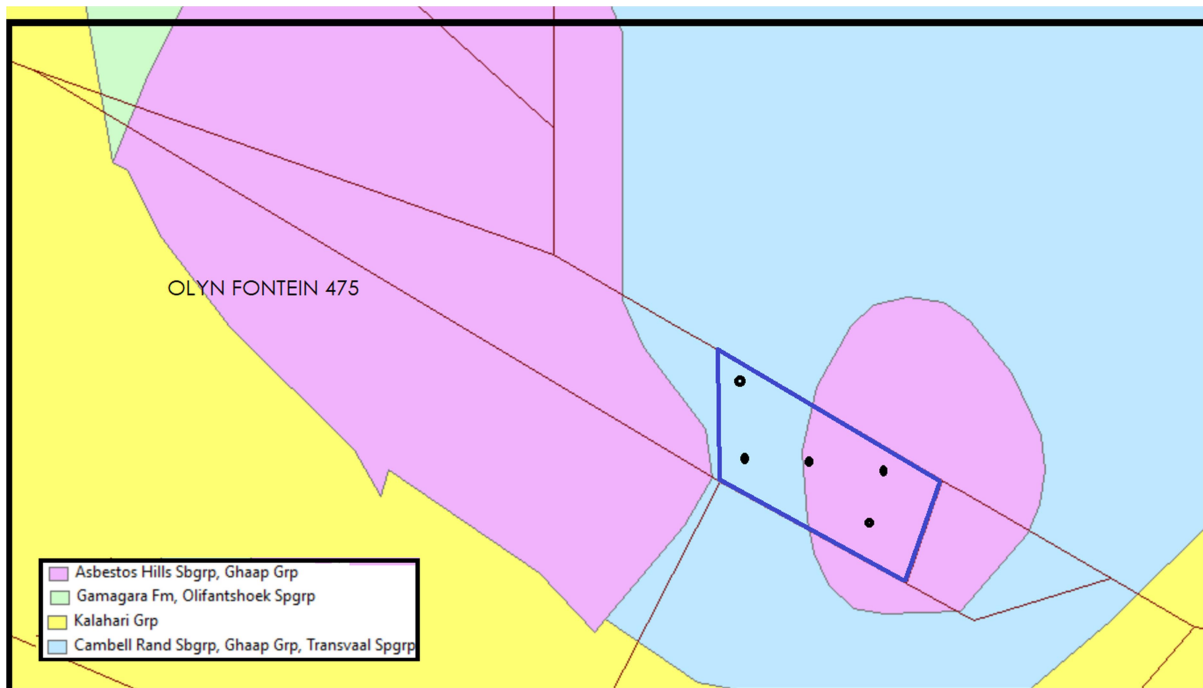 OLYN FONTEIN 475
Asbestos Hills Sbgrp, Ghaap Grp
Gamagara Fm, Olifantshoek Spgrp
Kalahari Grp
Cambell Rand Sbgrp, Ghaap Grp, Transvaal Spgrp